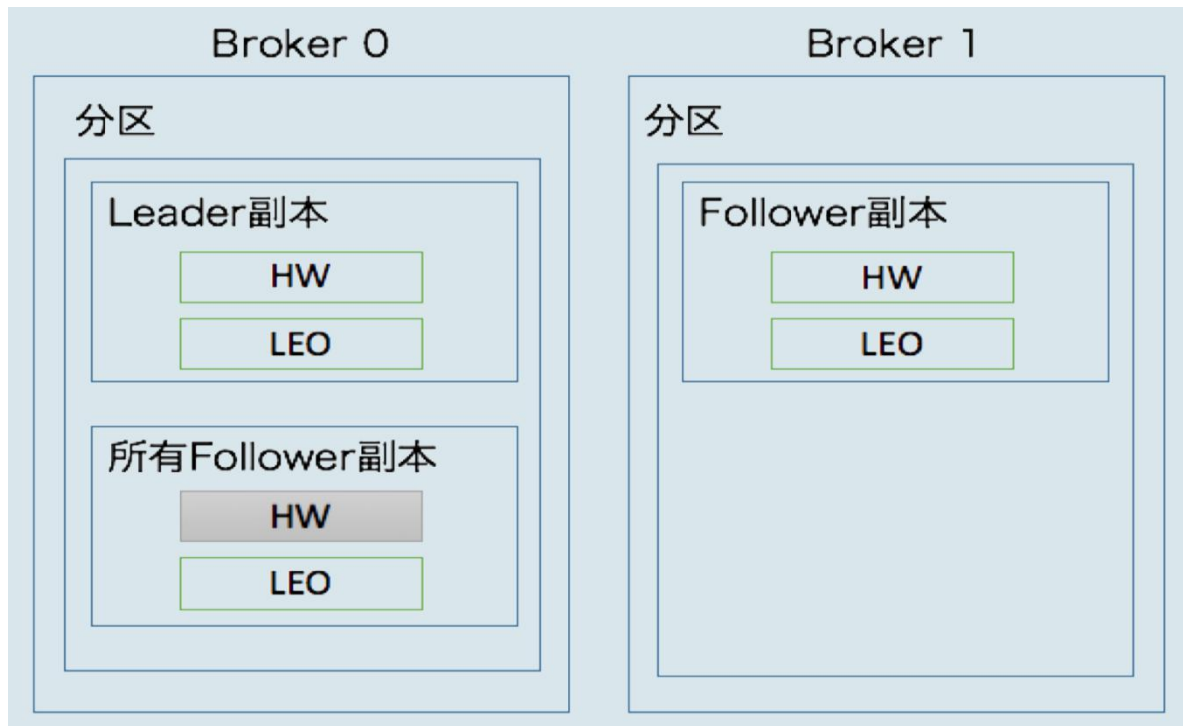 Broker 0
分区
Leader副本
HW
LEO
所有Follower副本
HW
LEO
Broker 1
分区
Follower副本
HW
LEO